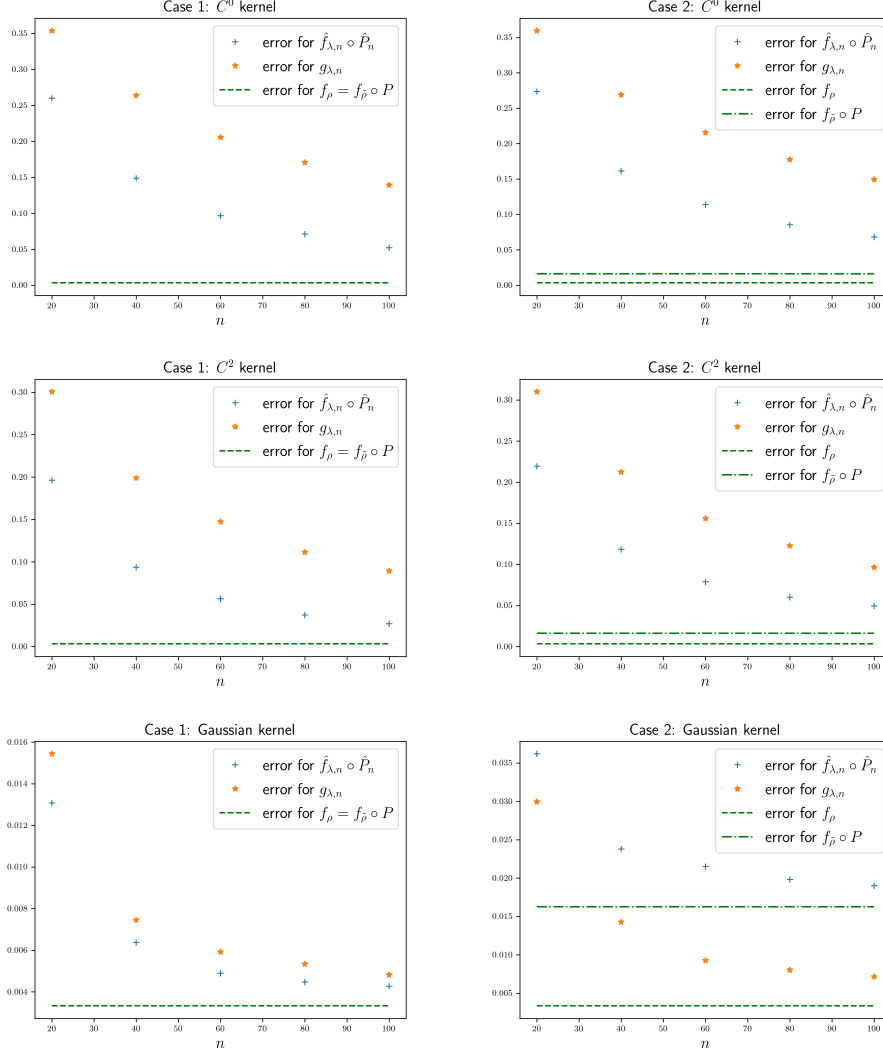 Case 1: $C^0$ kernel
error for $\hat{f}_{\lambda,n} \circ \hat{P}_n$
error for $g_{\lambda,n}$
error for $f_\rho = f_{\tilde{\rho}} \circ P$
0.35
0.30
0.25
0.20
0.15
0.10
0.05
0.00
20 30 40 50 60 70 80 90 100
n
Case 2: $C^0$ kernel
error for $\hat{f}_{\lambda,n} \circ \hat{P}_n$
error for $g_{\lambda,n}$
error for $f_\rho$
error for $f_{\tilde{\rho}} \circ P$
0.35
0.30
0.25
0.20
0.15
0.10
0.05
0.00
20 30 40 50 60 70 80 90 100
n
Case 1: $C^2$ kernel
error for $\hat{f}_{\lambda,n} \circ \hat{P}_n$
error for $g_{\lambda,n}$
error for $f_\rho = f_{\tilde{\rho}} \circ P$
0.30
0.25
0.20
0.15
0.10
0.05
0.00
20 30 40 50 60 70 80 90 100
n
Case 2: $C^2$ kernel
error for $\hat{f}_{\lambda,n} \circ \hat{P}_n$
error for $g_{\lambda,n}$
error for $f_\rho$
error for $f_{\tilde{\rho}} \circ P$
0.30
0.25
0.20
0.15
0.10
0.05
0.00
20 30 40 50 60 70 80 90 100
n
Case 1: Gaussian kernel
error for $\hat{f}_{\lambda,n} \circ \hat{P}_n$
error for $g_{\lambda,n}$
error for $f_\rho = f_{\tilde{\rho}} \circ P$
0.016
0.014
0.012
0.010
0.008
0.006
0.004
20 30 40 50 60 70 80 90 100
n
Case 2: Gaussian kernel
error for $\hat{f}_{\lambda,n} \circ \hat{P}_n$
error for $g_{\lambda,n}$
error for $f_\rho$
error for $f_{\tilde{\rho}} \circ P$
0.035
0.030
0.025
0.020
0.015
0.010
0.005
20 30 40 50 60 70 80 90 100
n